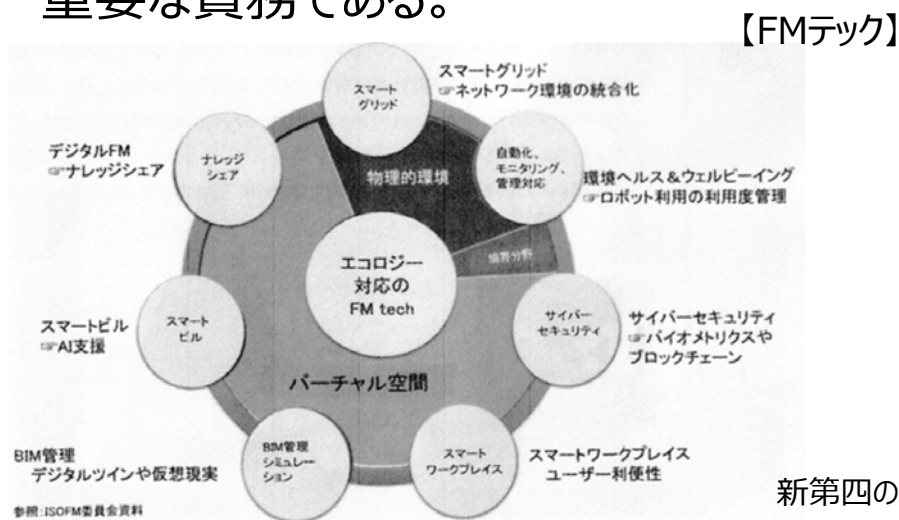 重要な責務である。
【FMテック】
スマート
グリッド
スマートグリッド
☞ネットワーク環境の統合化
デジタルFM
☞ナレッジシェア
ナレッジ
シェア
物理的環境
自動化、
モニタリング、
管理対応
環境ヘルス＆ウェルビーイング
☞ロボット利用の利用度管理
境界分野
エコロジー
対応の
FM tech
スマートビル
☞AI支援
スマート
ビル
サイバー
セキュリティ
サイバーセキュリティ
☞バイオメトリクスや
ブロックチェーン
バーチャル空間
BIM管理
デジタルツインや仮想現実
BIM管理
シミュレー
ション
スマート
ワークプレイス
スマートワークプレイス
ユーザー利便性
参照：ISOFM委員会資料
新第四の